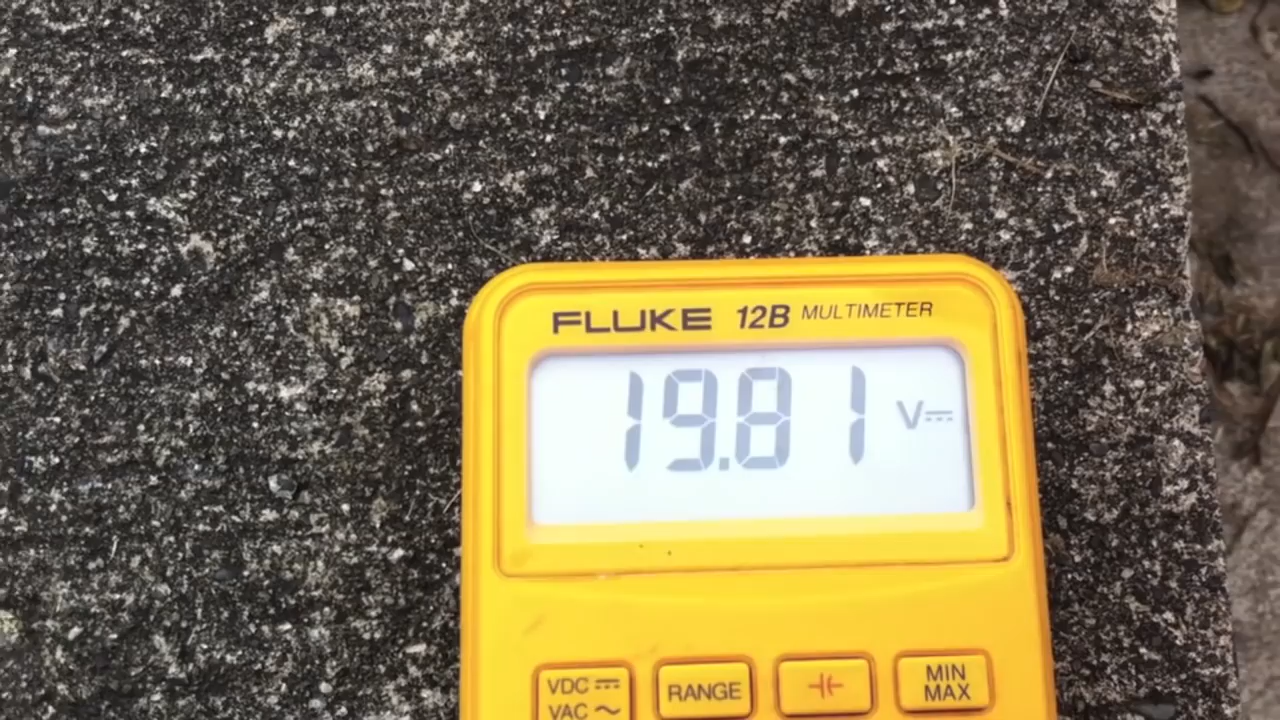 FLUKE 12B MULTIMETER
19.81 V⎓
VDC ⎓ RANGE MIN
VAC ~ MAX